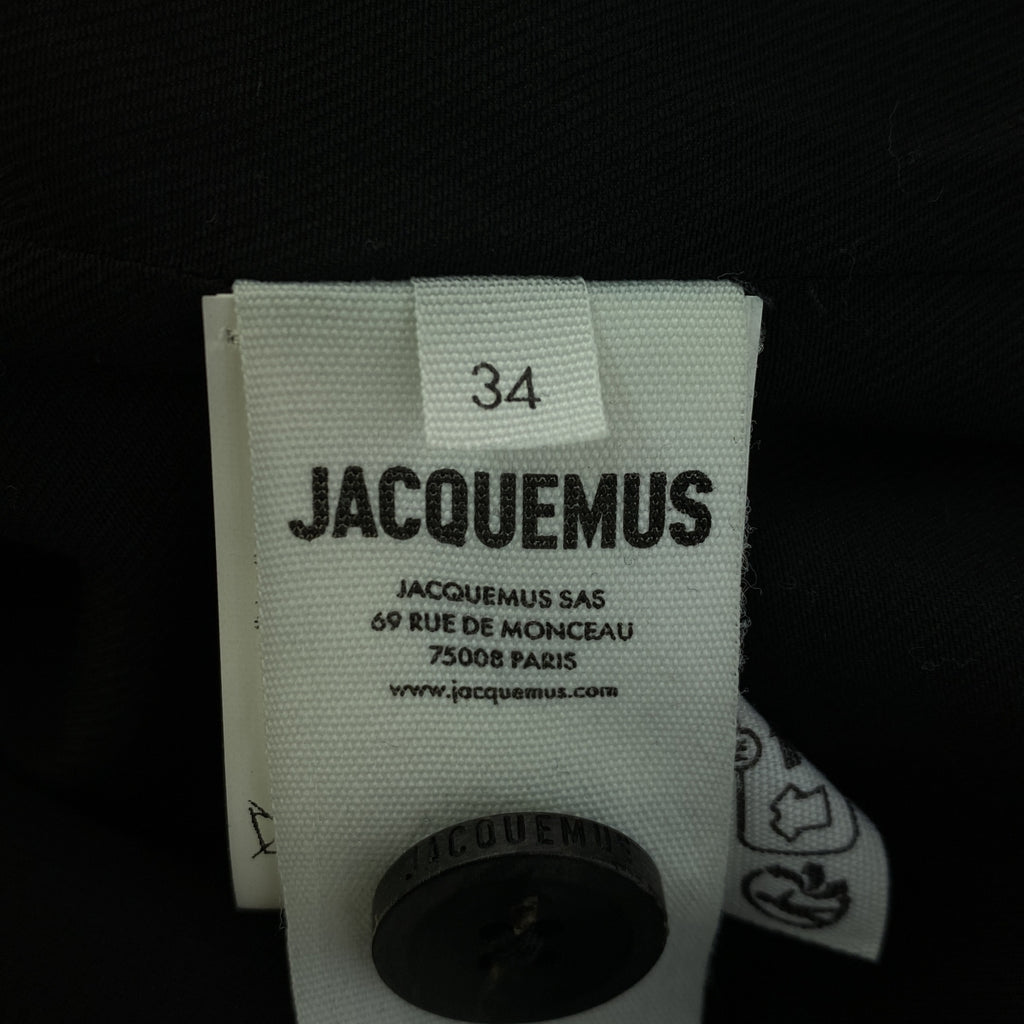 34
JACQUEMUS
JACQUEMUS SAS
69 RUE DE MONCEAU
75008 PARIS
www.jacquemus.com
JACQUEMUS